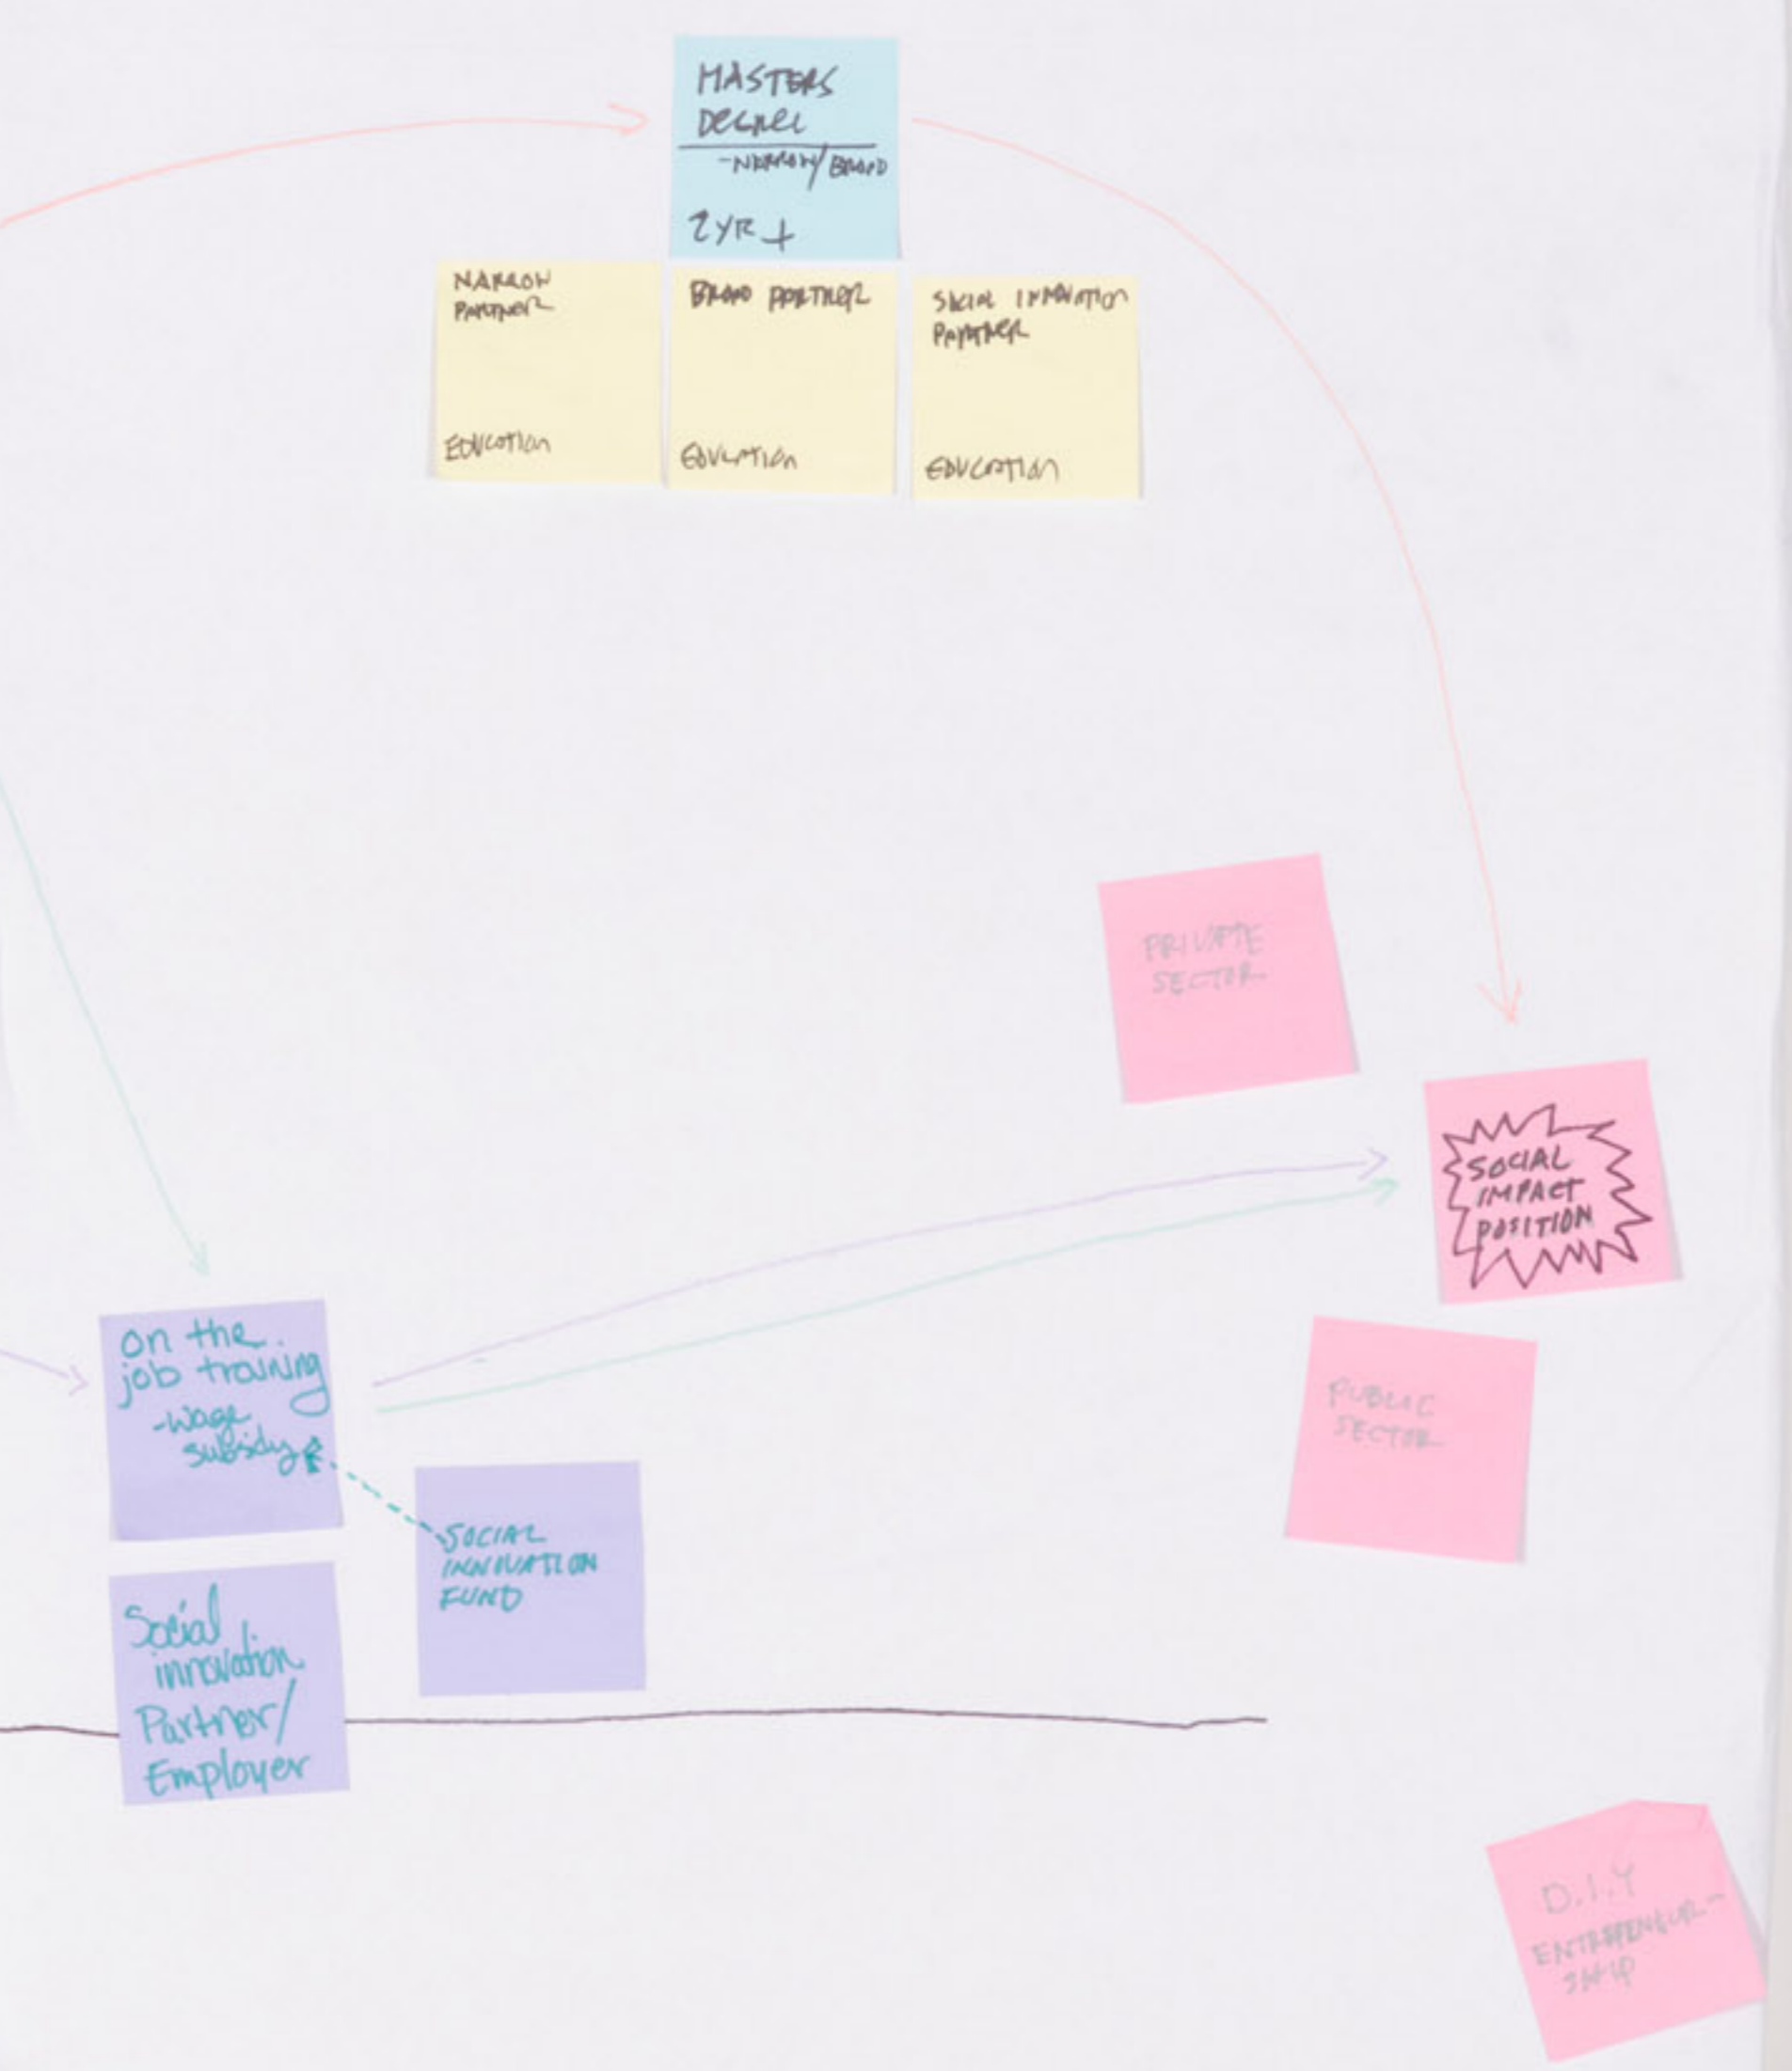 MASTERS
DEGREE
-NARROW/BROAD
2YR+
NARROW
PARTNER
EDUCATION
BROAD PARTNER
EDUCATION
SOCIAL INNOVATION
PARTNER
EDUCATION
PRIVATE
SECTOR
SOCIAL
IMPACT
POSITION
PUBLIC
SECTOR
on the
job training
-wage
subsidy
SOCIAL
INNOVATION
FUND
Social
innovation
Partner/
Employer
D.I.Y
ENTREPENEUR-
SHIP